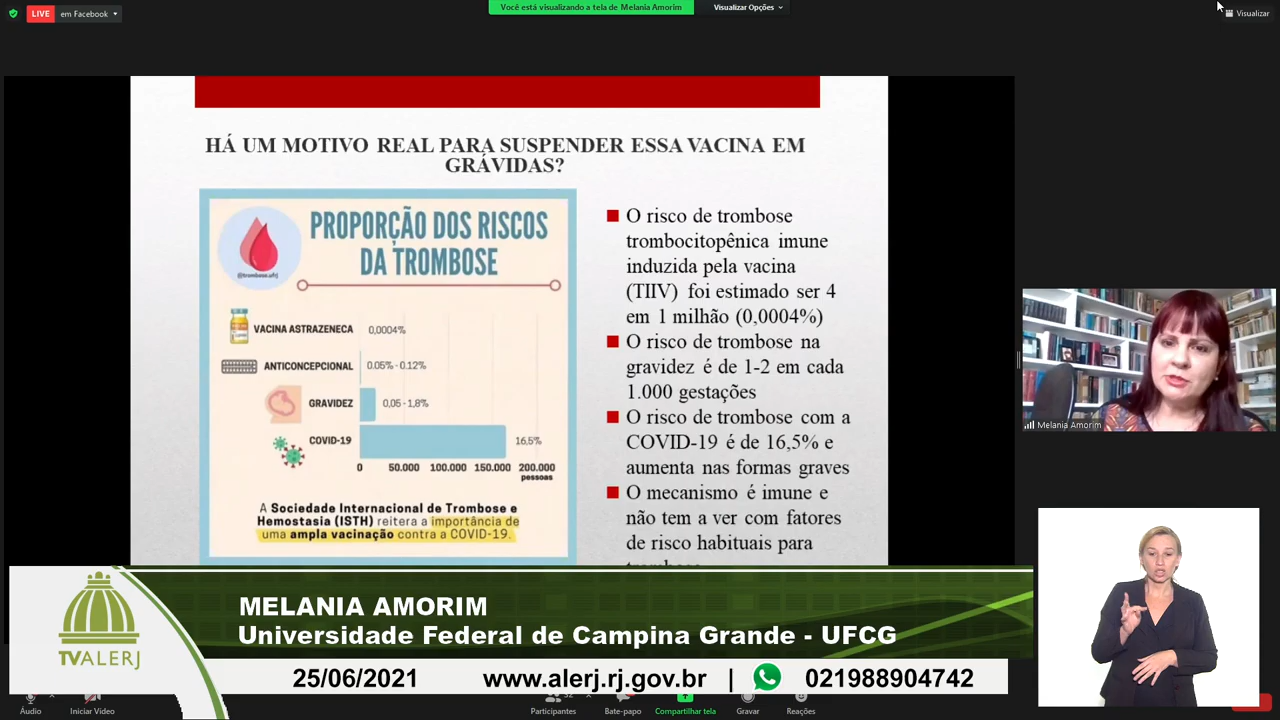 LIVE
em Facebook
Você está visualizando a tela de Melania Amorim
Visualizar Opções
Visualizar
HÁ UM MOTIVO REAL PARA SUSPENDER ESSA VACINA EM
GRÁVIDAS?
@trombose.ufrj
PROPORÇÃO DOS RISCOS
DA TROMBOSE
VACINA ASTRAZENECA 0,0004%
ANTICONCEPCIONAL 0.05% - 0.12%
GRAVIDEZ 0,05 - 1,8%
COVID-19 16,5%
0 50.000 100.000 150.000 200.000
pessoas
A Sociedade Internacional de Trombose e
Hemostasia (ISTH) reitera a importância de
uma ampla vacinação contra a COVID-19.
O risco de trombose
trombocitopênica imune
induzida pela vacina
(TIIV) foi estimado ser 4
em 1 milhão (0,0004%)
O risco de trombose na
gravidez é de 1-2 em cada
1.000 gestações
O risco de trombose com a
COVID-19 é de 16,5% e
aumenta nas formas graves
O mecanismo é imune e
não tem a ver com fatores
de risco habituais para
Melania Amorim
TVALERJ
MELANIA AMORIM
Universidade Federal de Campina Grande - UFCG
25/06/2021 www.alerj.rj.gov.br | 021988904742
Áudio
Iniciar Vídeo
Participantes
Bate-papo
Compartilhar tela
Gravar
Reações